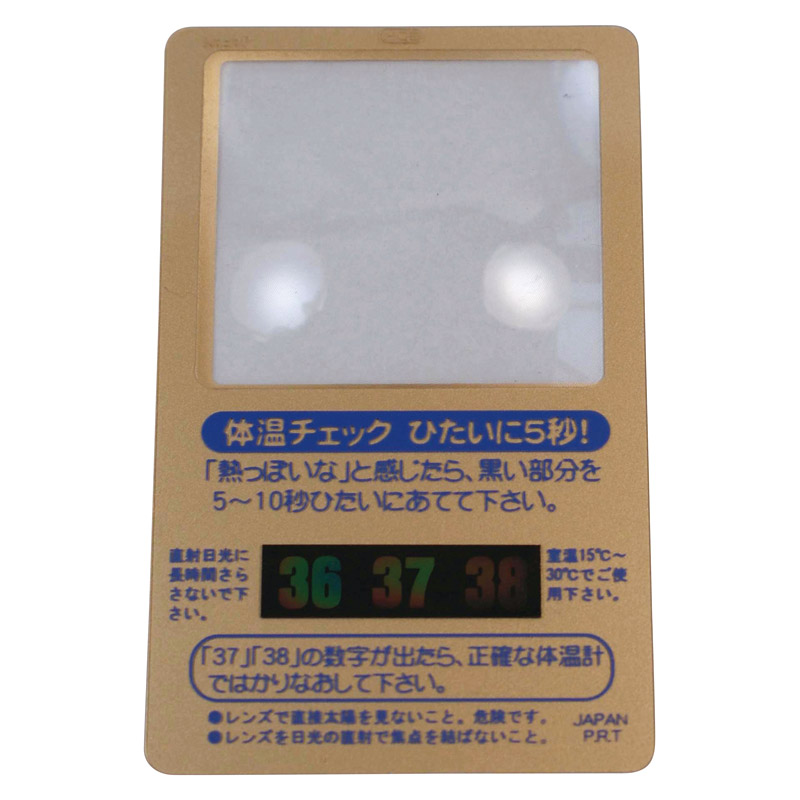 体温チェック ひたいに5秒!
「熱っぽいな」と感じたら、黒い部分を
5〜10秒ひたいにあてて下さい。
直射日光に
長時間さら
さないで下
さい。
36 37 38
室温15℃〜
30℃でご使
用下さい。
「37」「38」の数字が出たら、正確な体温計
ではかりなおして下さい。
●レンズで直接太陽を見ないこと。危険です。
●レンズを日光の直射で焦点を結ばないこと。
JAPAN
P.R.T